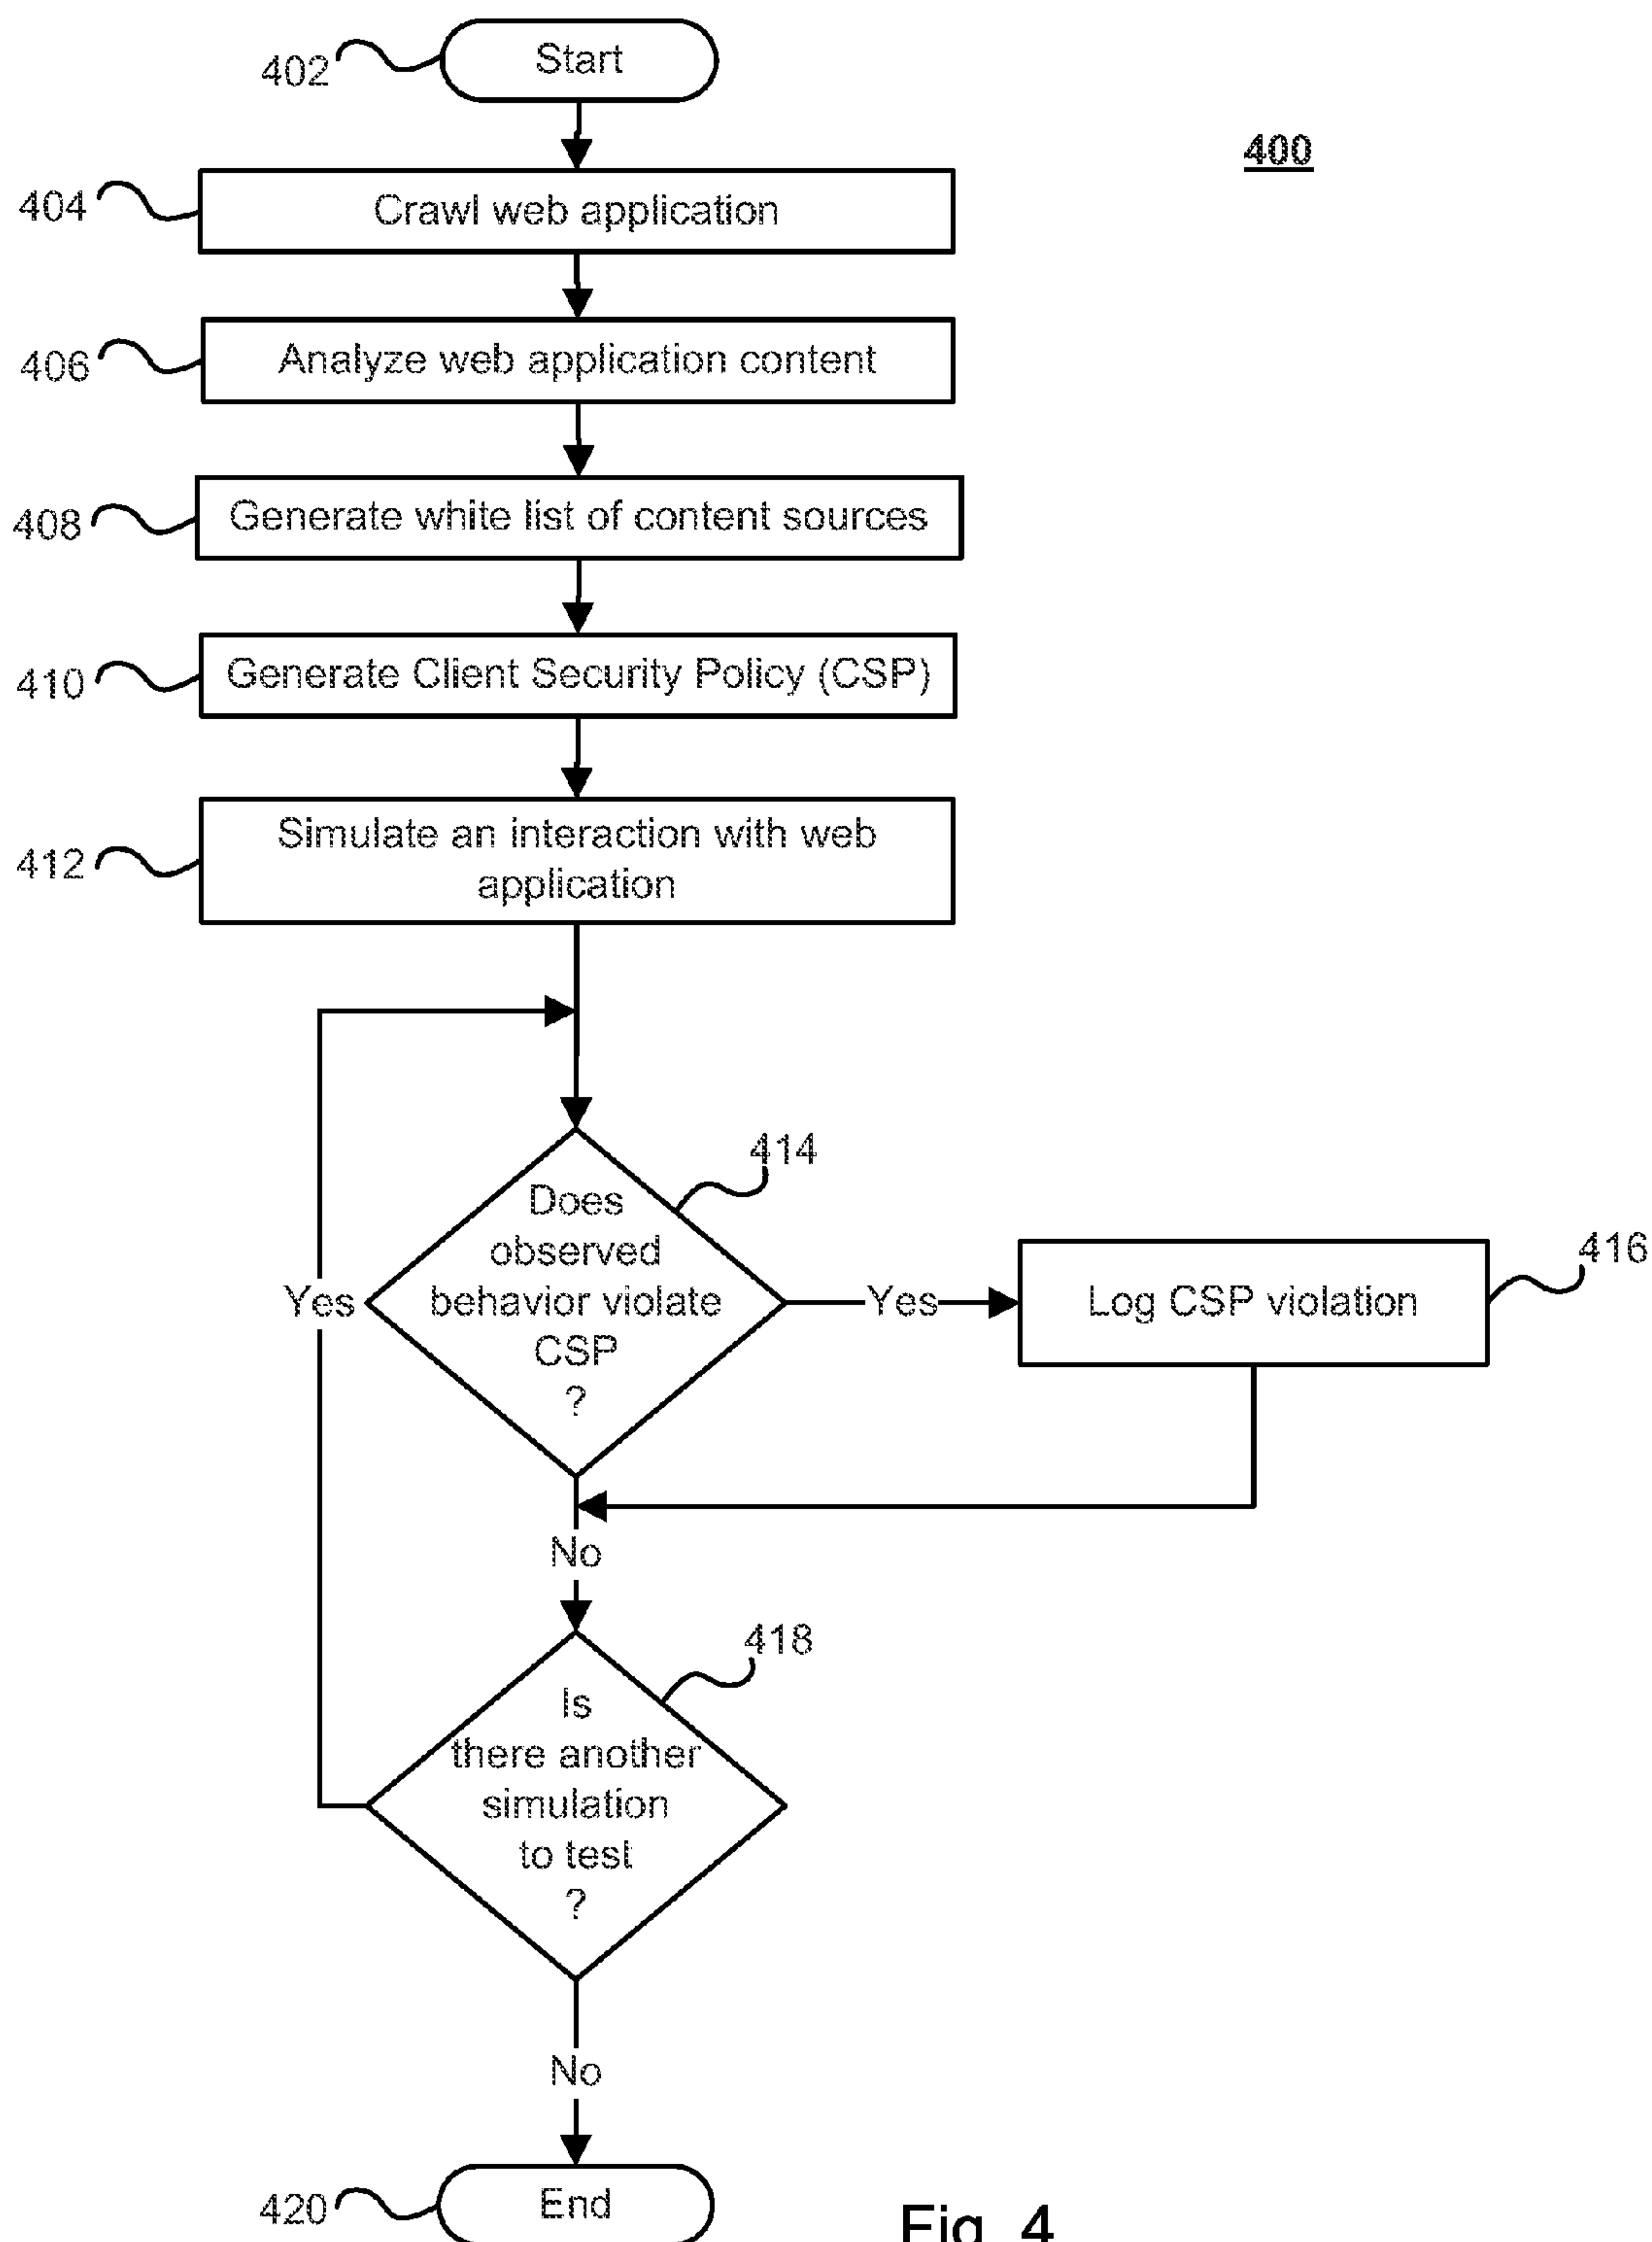 402
Start
400
404
Crawl web application
406
Analyze web application content
408
Generate white list of content sources
410
Generate Client Security Policy (CSP)
412
Simulate an interaction with web
application
414
Does
observed
behavior violate
CSP
?
Yes
Yes
416
Log CSP violation
No
418
Is
there another
simulation
to test
?
No
420
End
Fig. 4